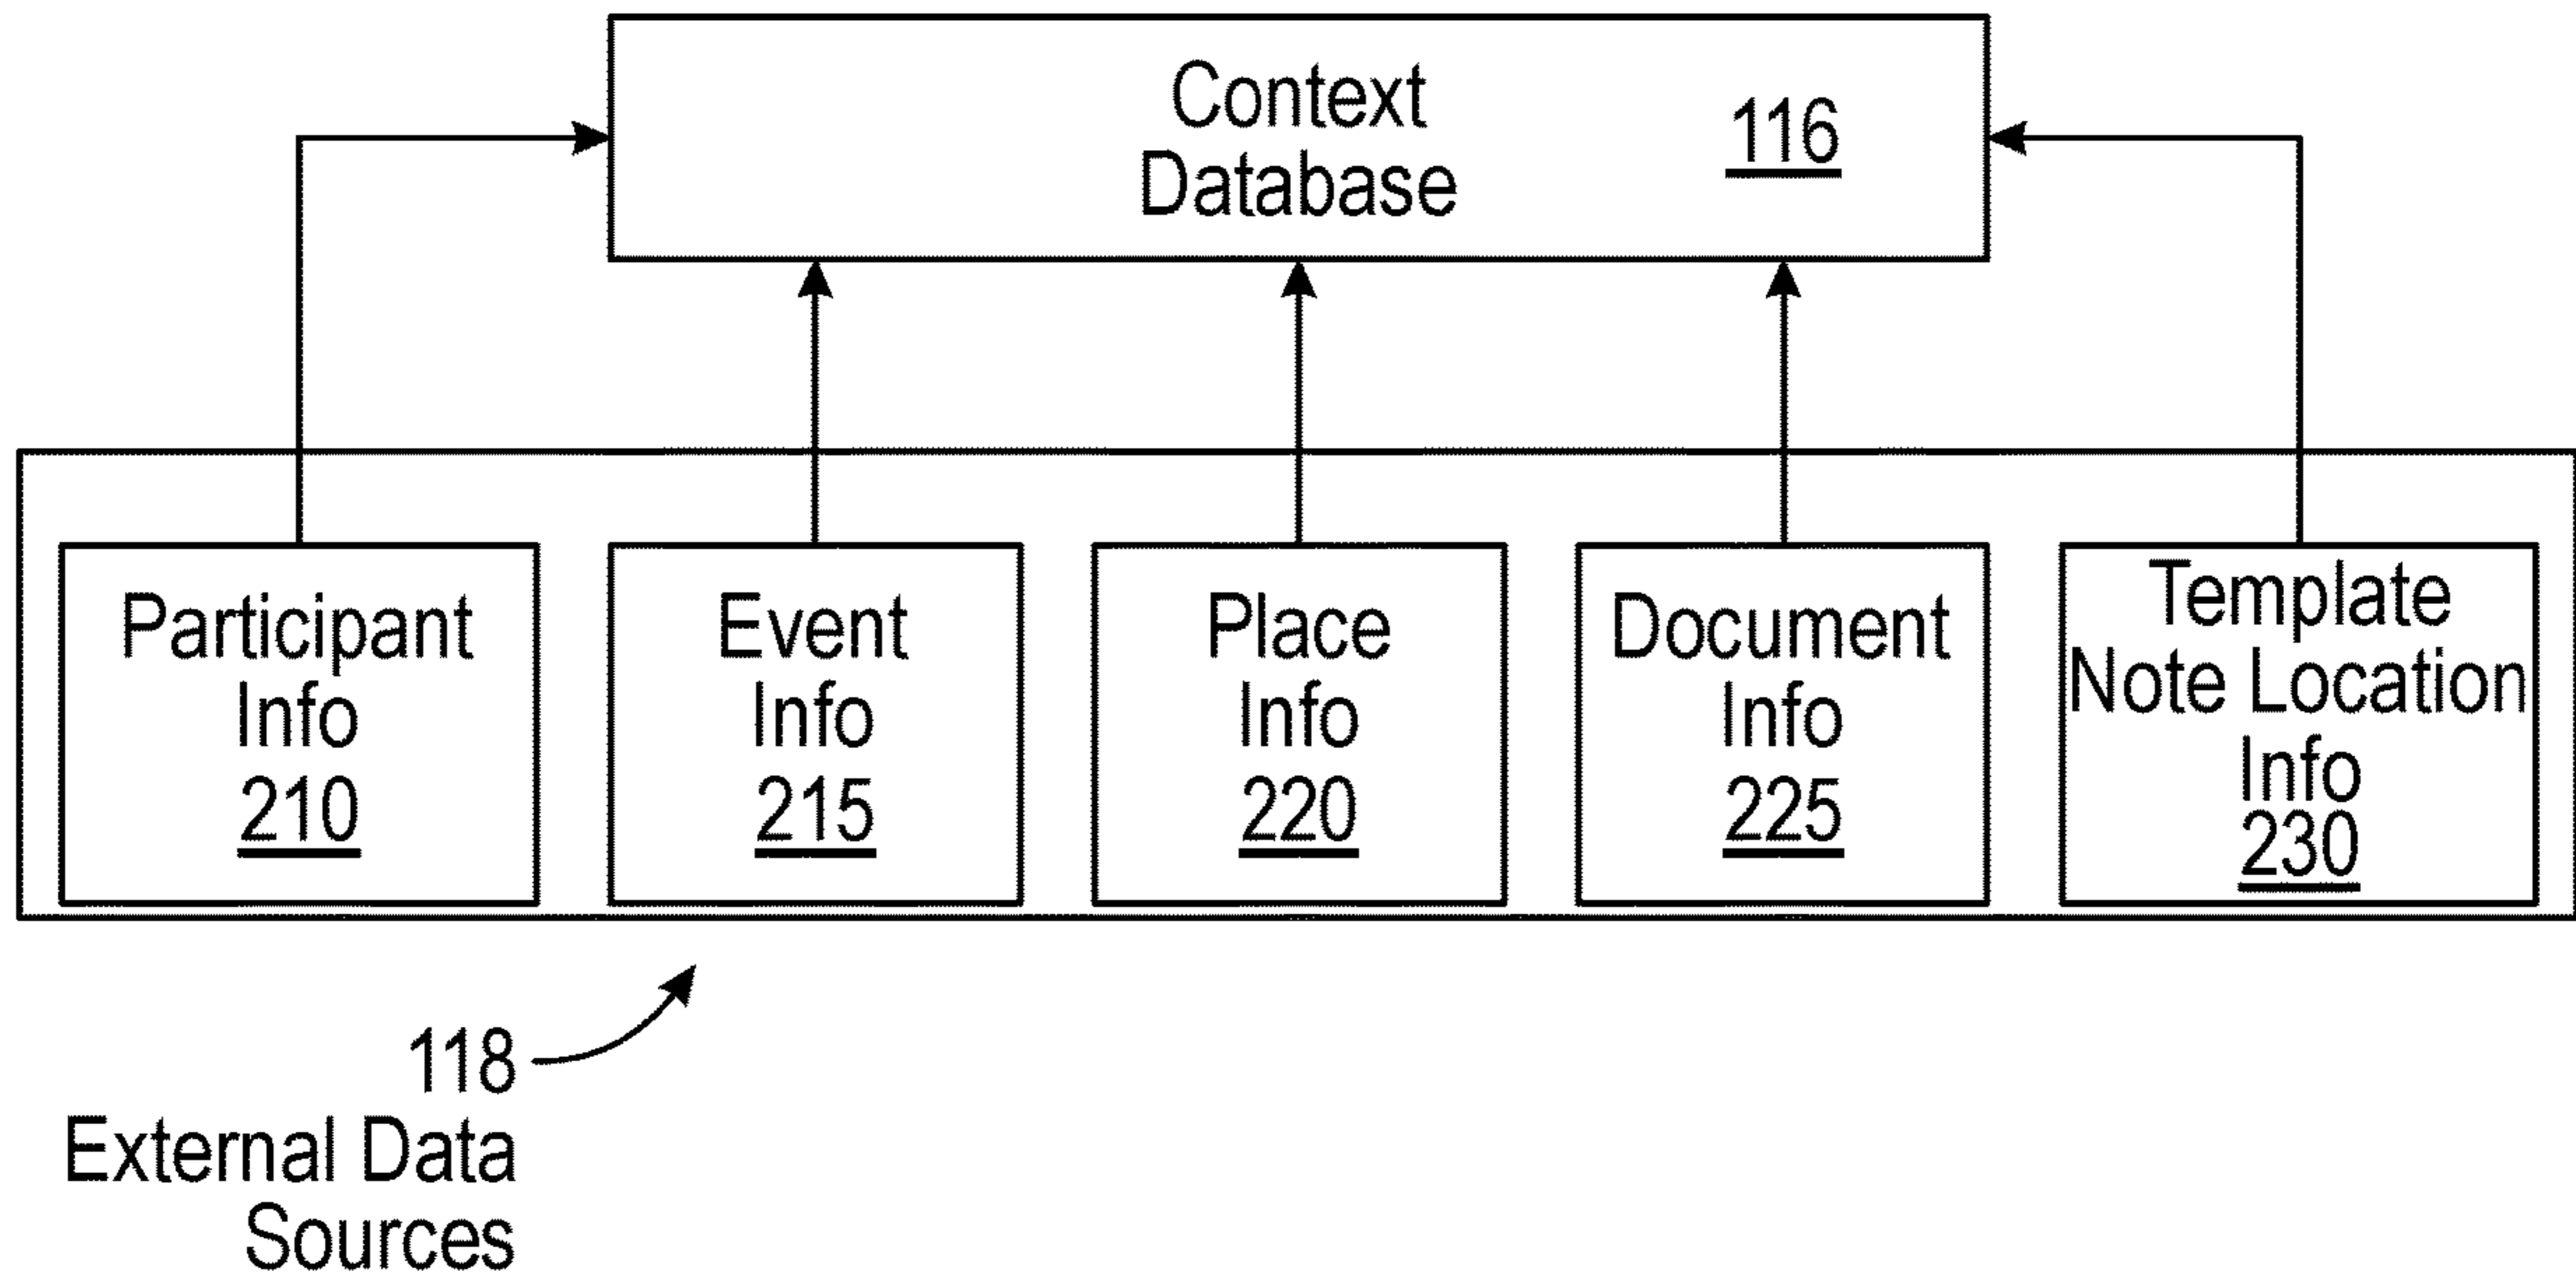 Context
Database
116
Participant
Info
210
Event
Info
215
Place
Info
220
Document
Info
225
Template
Note Location
Info
230
118
External Data
Sources